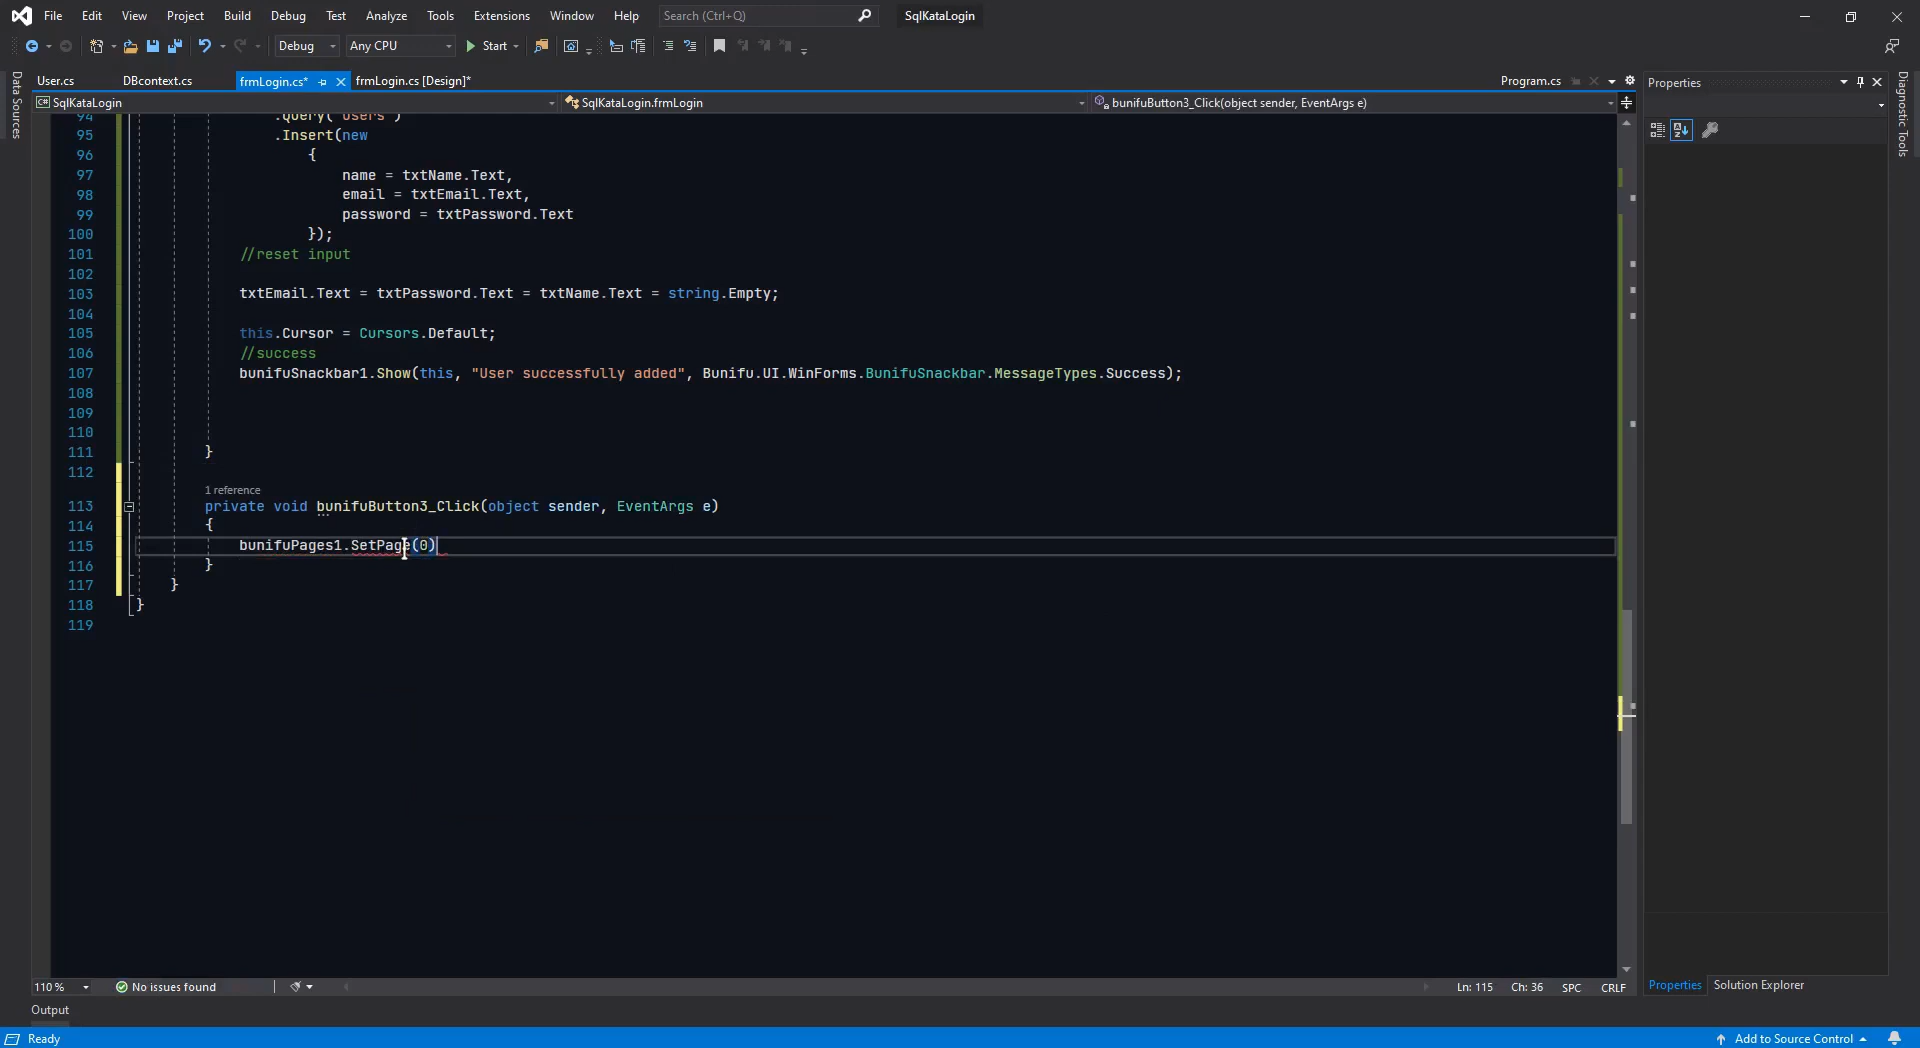 File Edit View Project Build Debug Test Analyze Tools Extensions Window Help Search (Ctrl+Q) SqlKataLogin
Debug Any CPU Start
User.cs DBcontext.cs frmLogin.cs* frmLogin.cs [Design]* Program.cs
SqlKataLogin SqlKataLogin.frmLogin bunifuButton3_Click(object sender, EventArgs e)
Data Sources
94 .Query("Users")
95 .Insert(new
96 {
97 name = txtName.Text,
98 email = txtEmail.Text,
99 password = txtPassword.Text
100 });
101 //reset input
102
103 txtEmail.Text = txtPassword.Text = txtName.Text = string.Empty;
104
105 this.Cursor = Cursors.Default;
106 //success
107 bunifuSnackbar1.Show(this, "User successfully added", Bunifu.UI.WinForms.BunifuSnackbar.MessageTypes.Success);
108
109
110
111 }
112
1 reference
113 private void bunifuButton3_Click(object sender, EventArgs e)
114 {
115 bunifuPages1.SetPage(0)
116 }
117 }
118 }
119
110 % No issues found Ln: 115 Ch: 36 SPC CRLF
Output
Ready Add to Source Control
Properties
Properties Solution Explorer
Diagnostic Tools